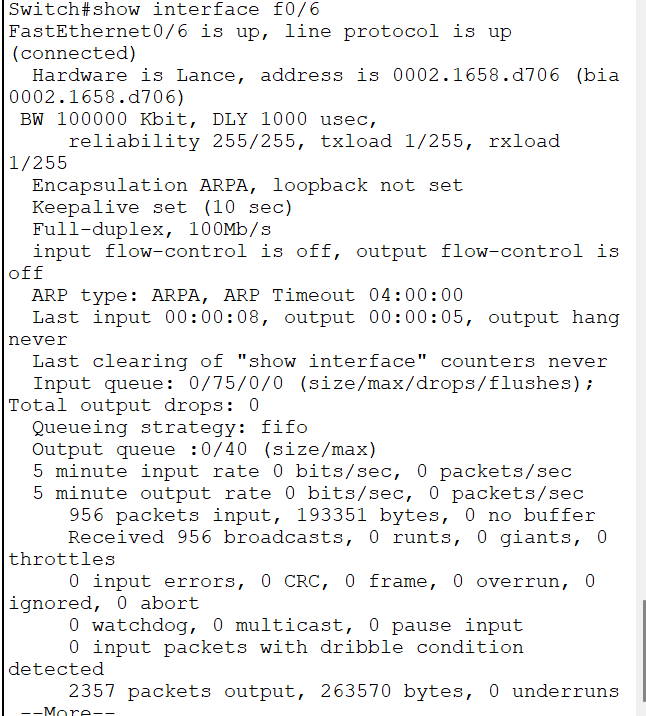 Switch#show interface f0/6
FastEthernet0/6 is up, line protocol is up
(connected)
  Hardware is Lance, address is 0002.1658.d706 (bia
0002.1658.d706)
 BW 100000 Kbit, DLY 1000 usec,
     reliability 255/255, txload 1/255, rxload
1/255
  Encapsulation ARPA, loopback not set
  Keepalive set (10 sec)
  Full-duplex, 100Mb/s
  input flow-control is off, output flow-control is
off
  ARP type: ARPA, ARP Timeout 04:00:00
  Last input 00:00:08, output 00:00:05, output hang
never
  Last clearing of "show interface" counters never
  Input queue: 0/75/0/0 (size/max/drops/flushes);
Total output drops: 0
  Queueing strategy: fifo
  Output queue :0/40 (size/max)
  5 minute input rate 0 bits/sec, 0 packets/sec
  5 minute output rate 0 bits/sec, 0 packets/sec
     956 packets input, 193351 bytes, 0 no buffer
     Received 956 broadcasts, 0 runts, 0 giants, 0
throttles
     0 input errors, 0 CRC, 0 frame, 0 overrun, 0
ignored, 0 abort
     0 watchdog, 0 multicast, 0 pause input
     0 input packets with dribble condition
detected
     2357 packets output, 263570 bytes, 0 underruns
 --More--